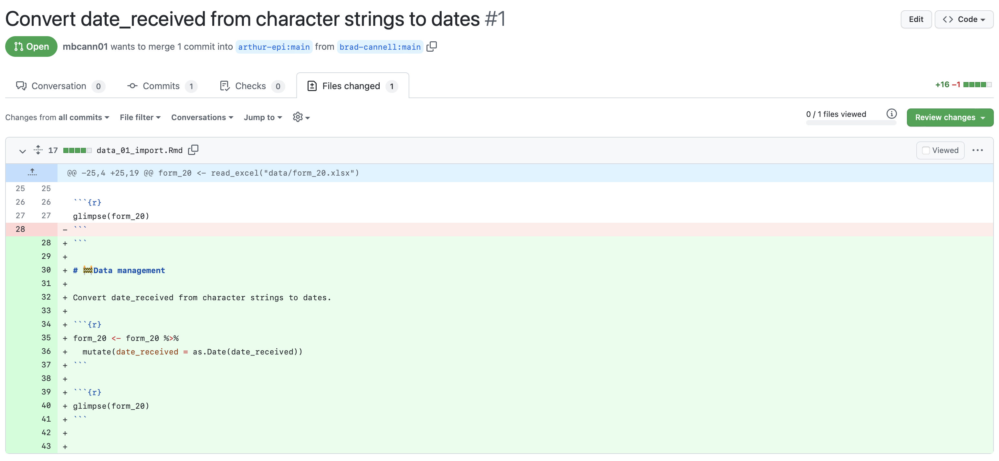 Convert date_received from character strings to dates #1
Edit
Code
Open mbcann01 wants to merge 1 commit into arthur-epi:main from brad-cannell:main
Conversation 0 Commits 1 Checks 0 Files changed 1
+16 −1
Changes from all commits File filter Conversations Jump to
0 / 1 files viewed
Review changes
17 data_01_import.Rmd
Viewed
@@ -25,4 +25,19 @@ form_20 <- read_excel("data/form_20.xlsx")
25 25
26 26 ```{r}
27 27 glimpse(form_20)
28 - ```
28 + ```
29 +
30 + # 🚧Data management
31 +
32 + Convert date_received from character strings to dates.
33 +
34 + ```{r}
35 + form_20 <- form_20 %>%
36 + mutate(date_received = as.Date(date_received))
37 + ```
38 +
39 + ```{r}
40 + glimpse(form_20)
41 + ```
42 +
43 +